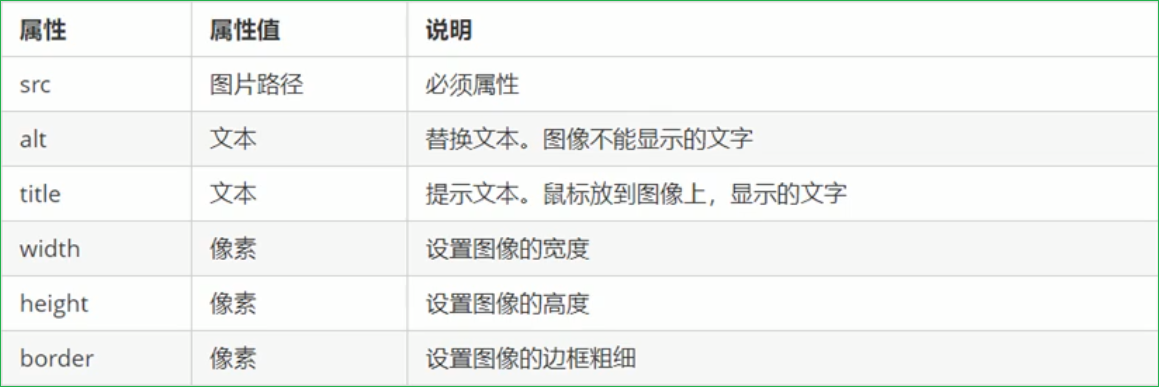 属性 属性值 说明
src 图片路径 必须属性
alt 文本 替换文本。图像不能显示的文字
title 文本 提示文本。鼠标放到图像上，显示的文字
width 像素 设置图像的宽度
height 像素 设置图像的高度
border 像素 设置图像的边框粗细